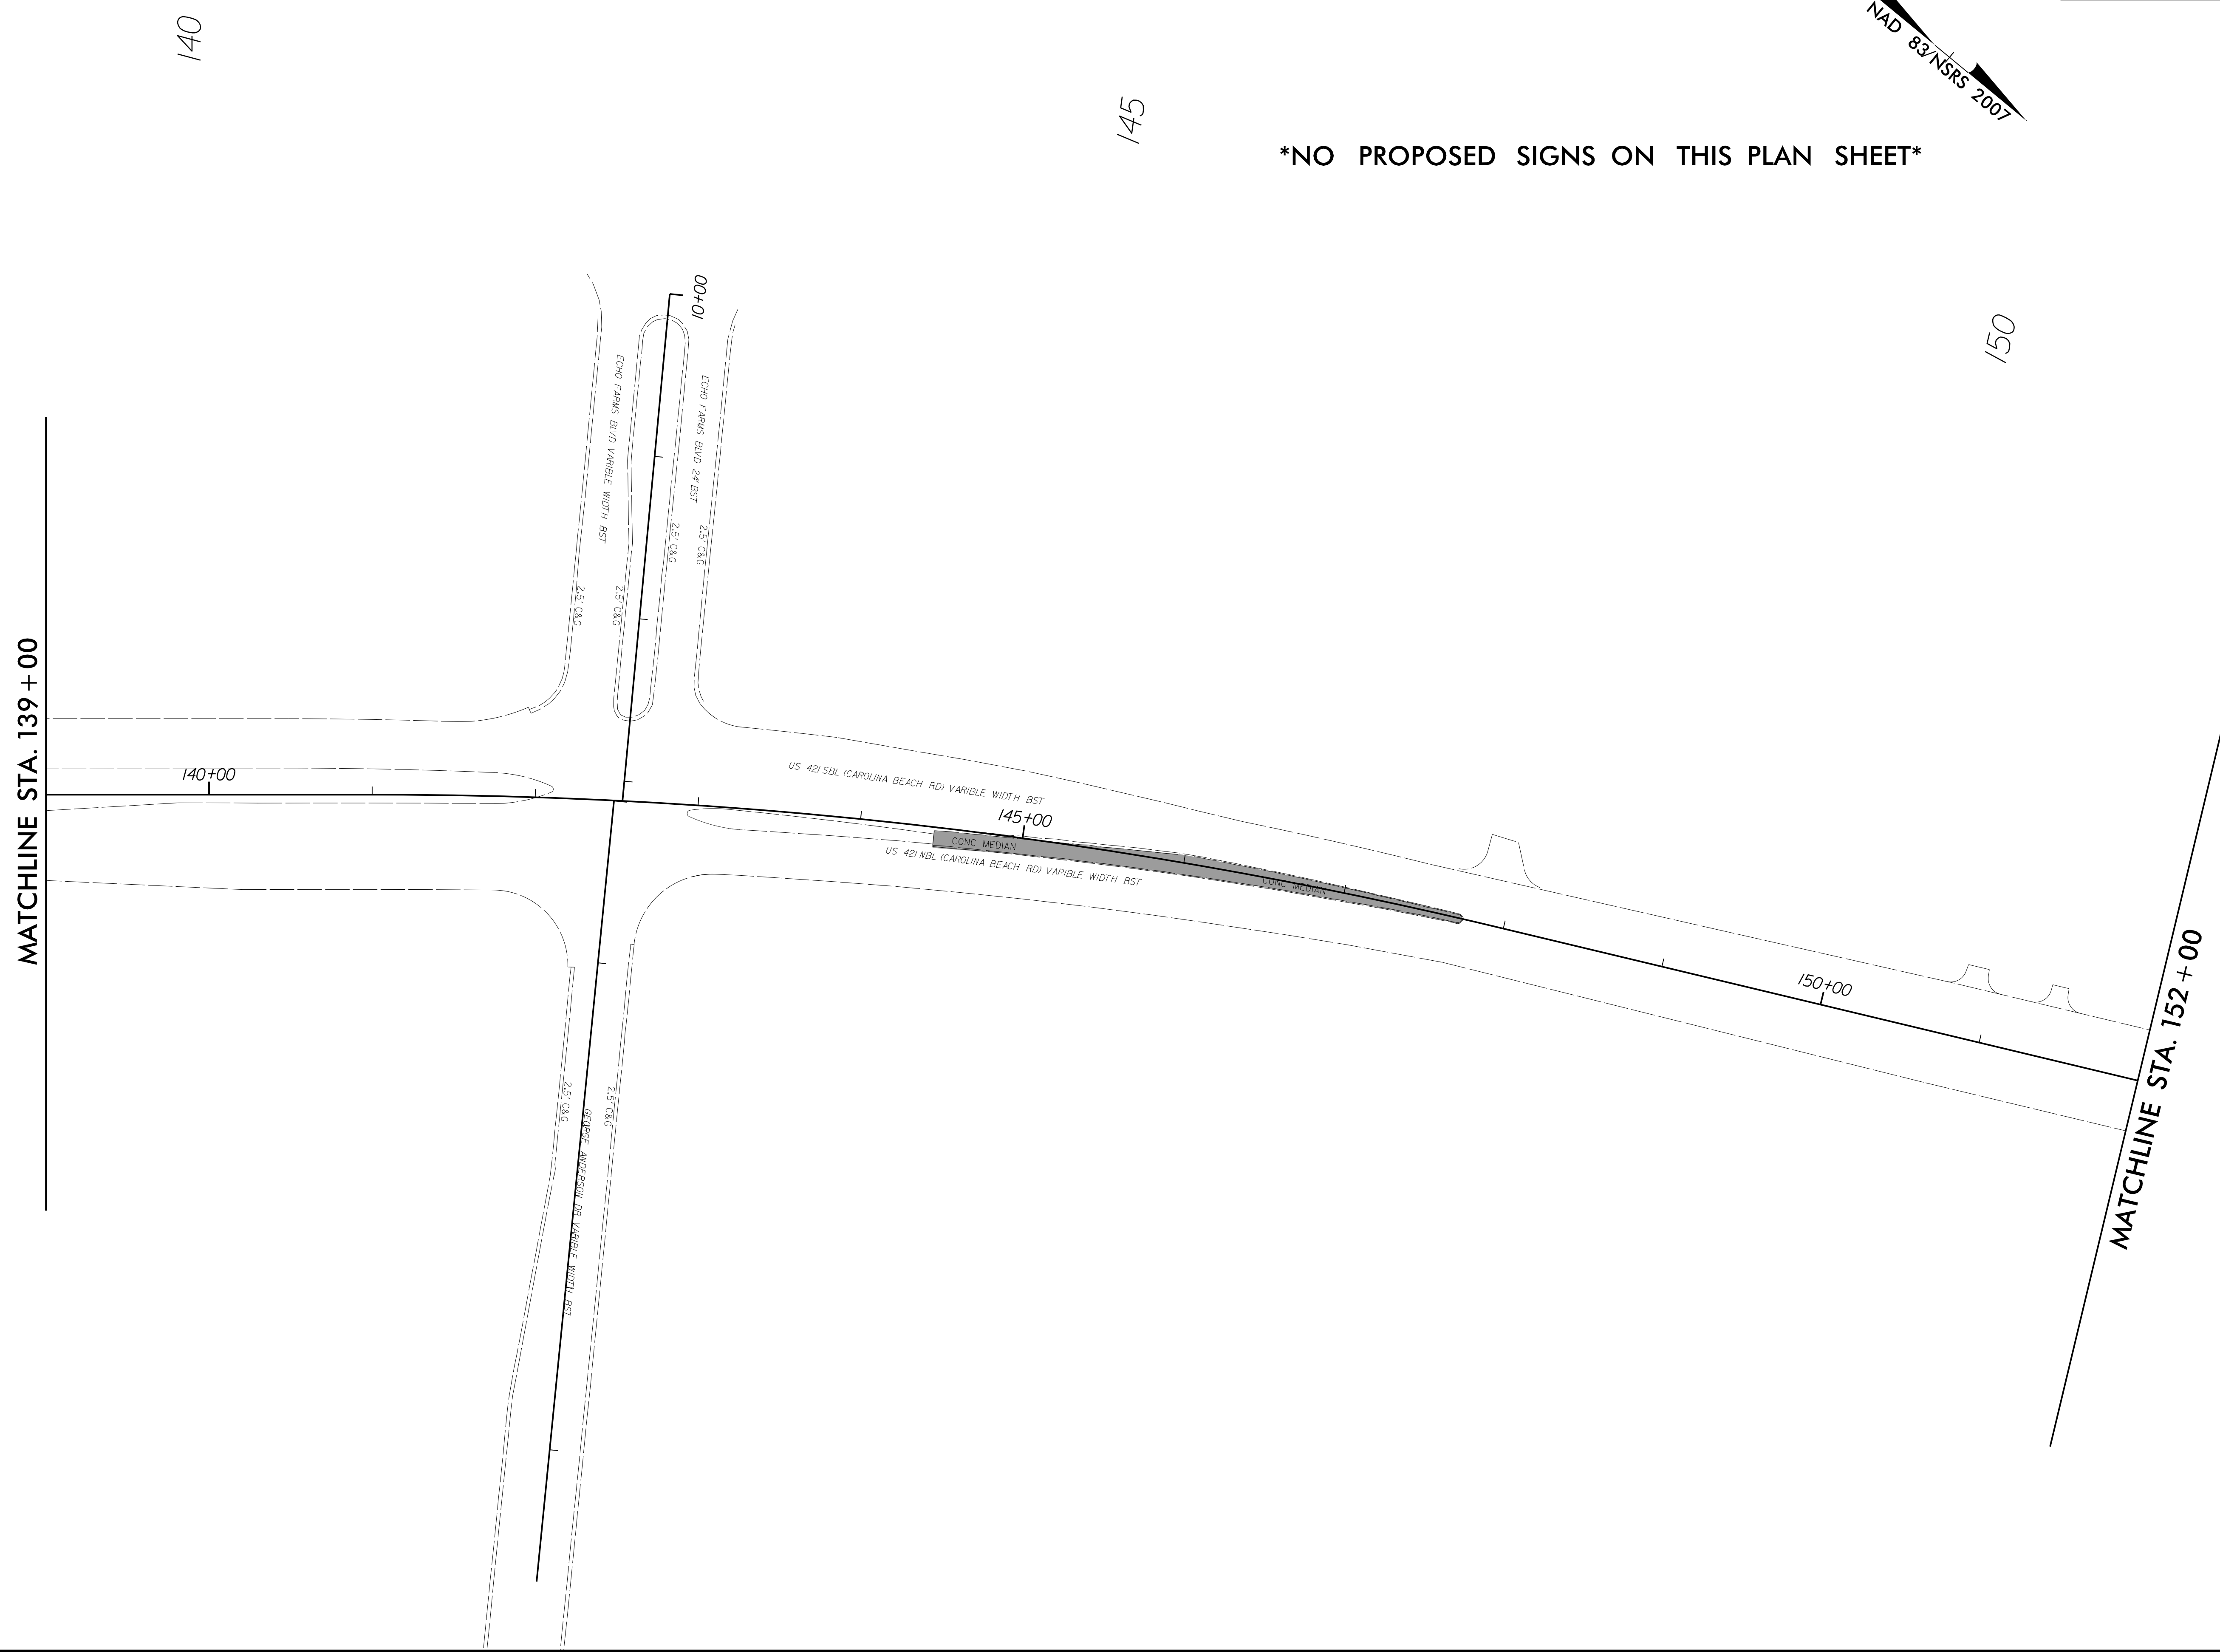 140
145
150
NAD 83/NSRS 2007
*NO PROPOSED SIGNS ON THIS PLAN SHEET*
10+00
ECHO FARMS BLVD VARIBLE WIDTH BST
ECHO FARMS BLVD 24' BST
2.5' C&G
2.5' C&G
2.5' C&G
2.5' C&G
MATCHLINE STA. 139+00
140+00
US 421 SBL (CAROLINA BEACH RD) VARIBLE WIDTH BST
145+00
CONC MEDIAN
US 421 NBL (CAROLINA BEACH RD) VARIBLE WIDTH BST
CONC MEDIAN
150+00
MATCHLINE STA. 152+00
2.5' C&G
2.5' C&G
GEORGE ANDERSON DR VARIBLE WIDTH BST